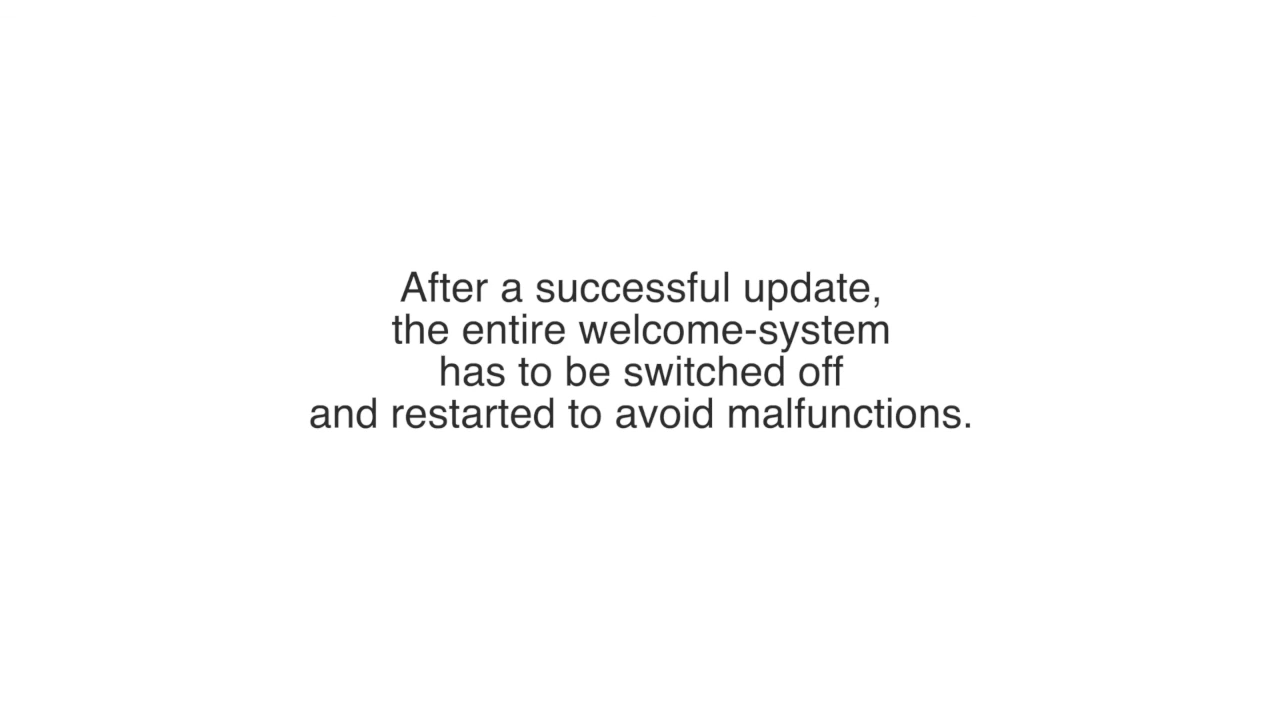 After a successful update,
the entire welcome-system
has to be switched off
and restarted to avoid malfunctions.